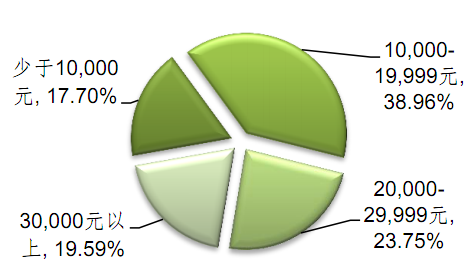 少于10,000
元, 17.70%
10,000-
19,999元,
38.96%
30,000元以
上, 19.59%
20,000-
29,999元,
23.75%